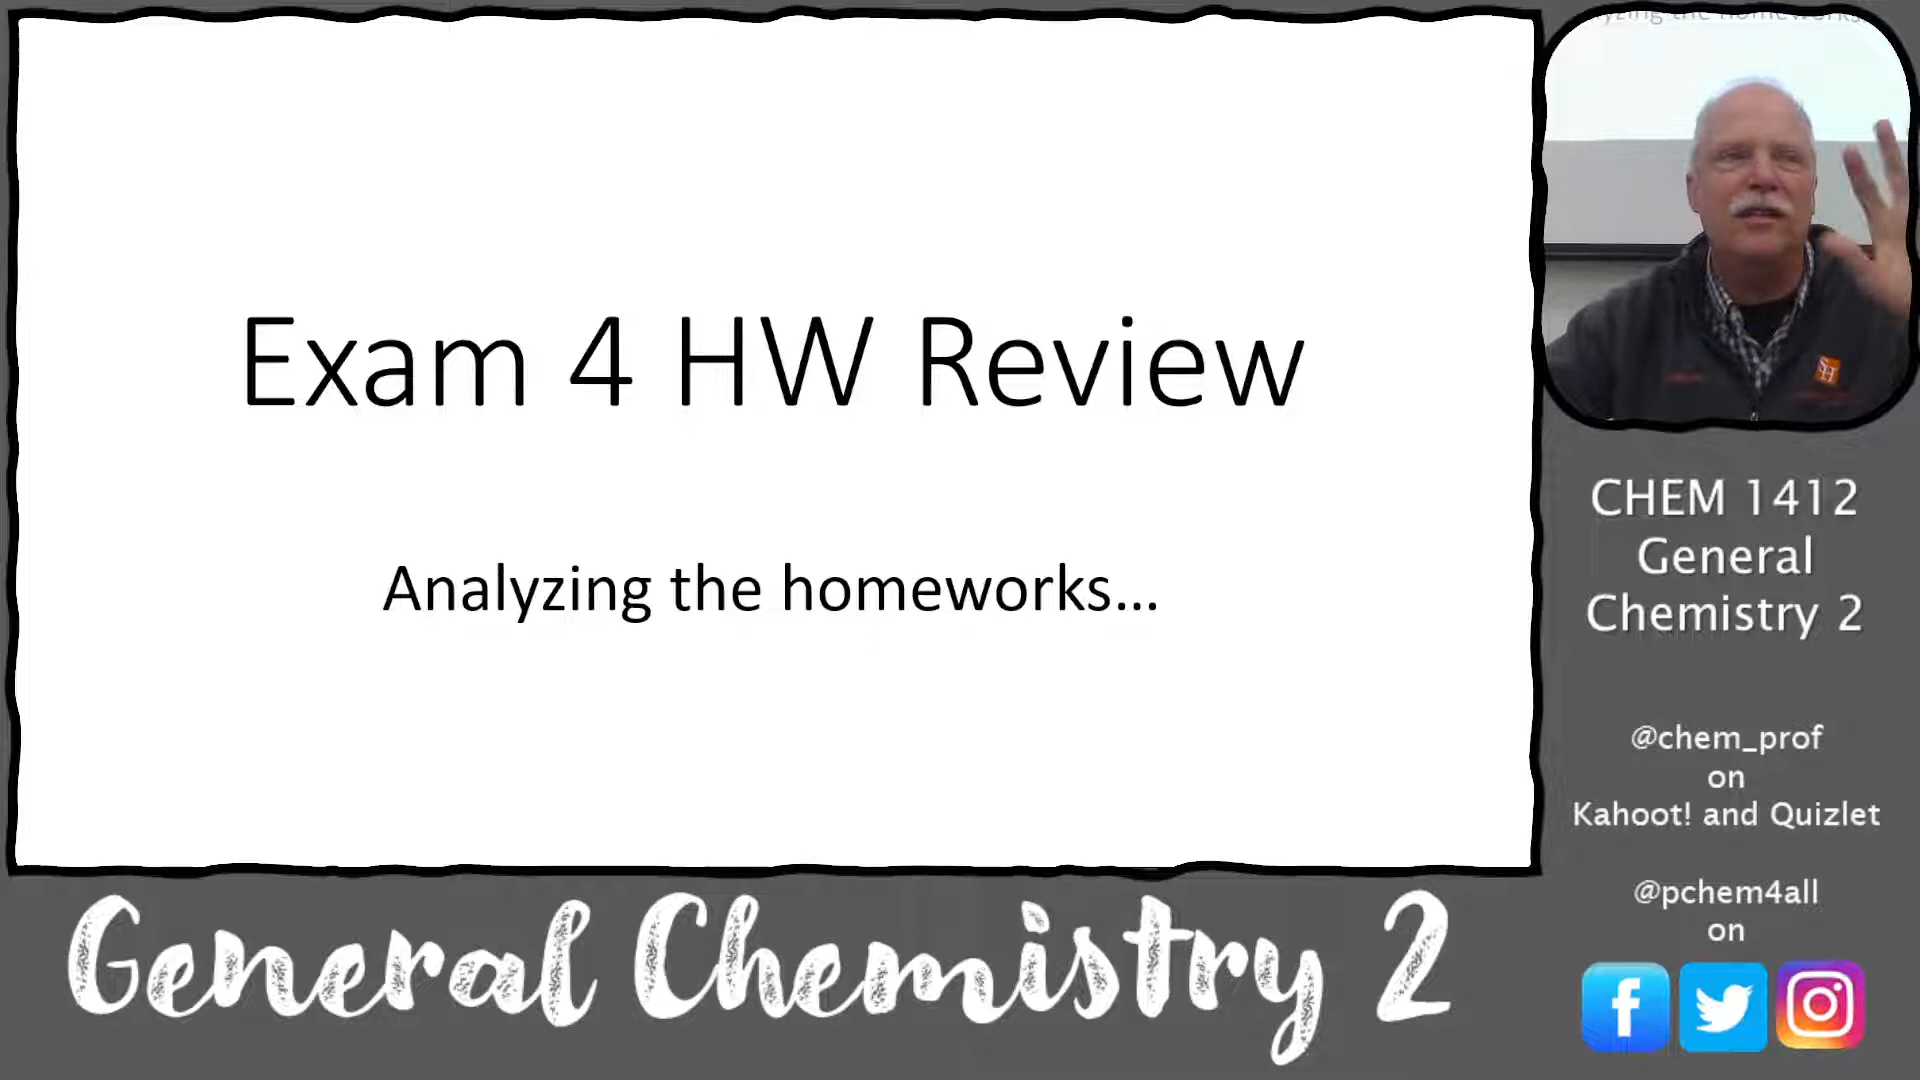 Exam 4 HW Review
Analyzing the homeworks...
CHEM 1412
General
Chemistry 2
@chem_prof
on
Kahoot! and Quizlet
@pchem4all
on
General Chemistry 2
SH